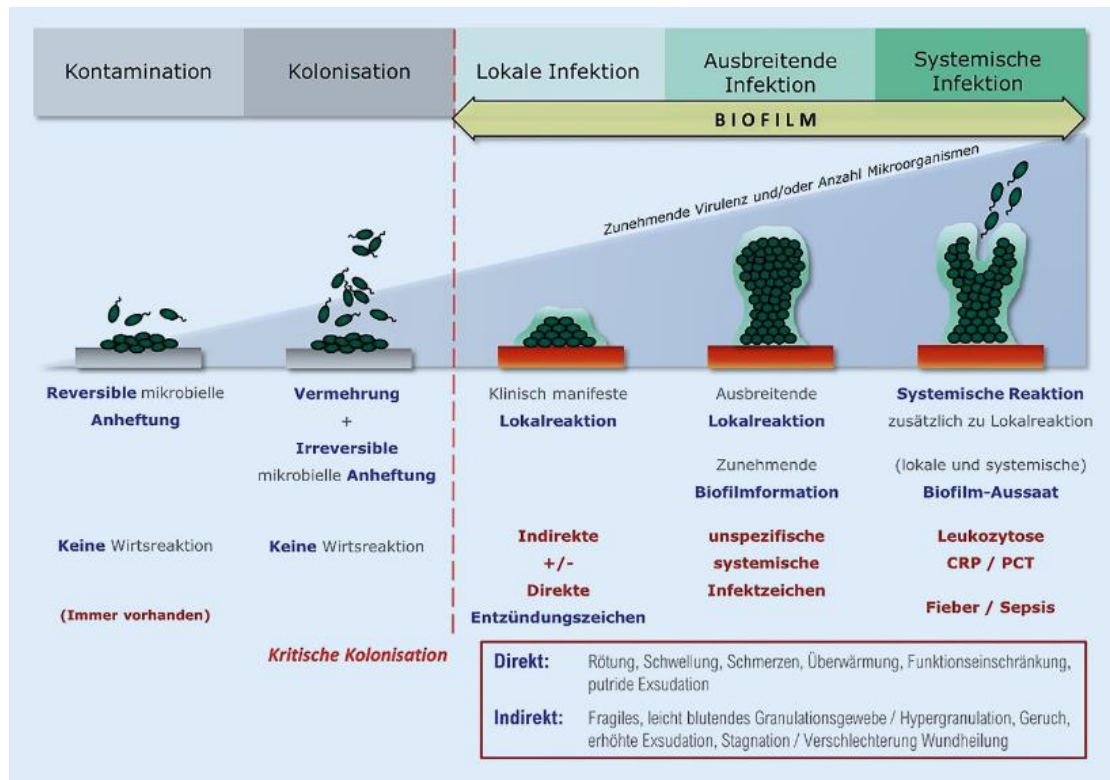 Kontamination
Kolonisation
Lokale Infektion
Ausbreitende
Infektion
Systemische
Infektion
BIOFILM
Zunehmende Virulenz und/oder Anzahl Mikroorganismen
Reversible mikrobielle
Anheftung
Keine Wirtsreaktion
(Immer vorhanden)
Vermehrung
+
Irreversible
mikrobielle Anheftung
Keine Wirtsreaktion
Kritische Kolonisation
Klinisch manifeste
Lokalreaktion
Indirekte
+/-
Direkte
Entzündungszeichen
Ausbreitende
Lokalreaktion
Zunehmende
Biofilmformation
unspezifische
systemische
Infektzeichen
Systemische Reaktion
zusätzlich zu Lokalreaktion
(lokale und systemische)
Biofilm-Aussaat
Leukozytose
CRP / PCT
Fieber / Sepsis
Direkt: Rötung, Schwellung, Schmerzen, Überwärmung, Funktionseinschränkung,
putride Exsudation
Indirekt: Fragiles, leicht blutendes Granulationsgewebe / Hypergranulation, Geruch,
erhöhte Exsudation, Stagnation / Verschlechterung Wundheilung